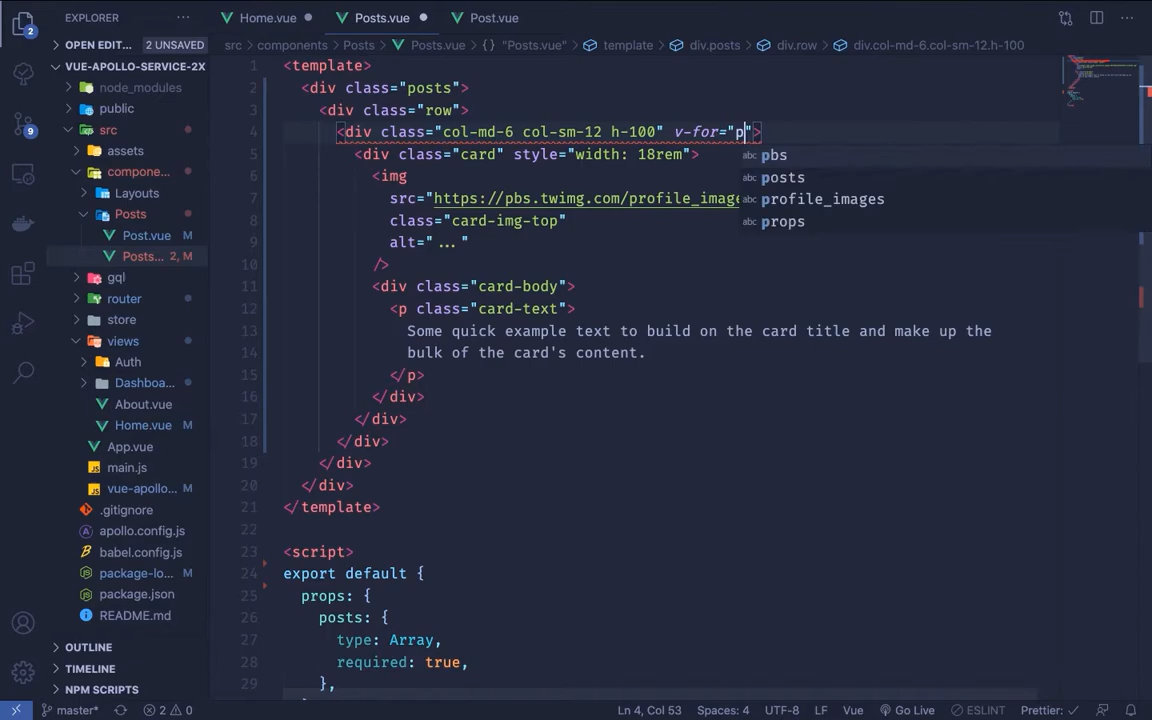 EXPLORER
OPEN EDIT... 2 UNSAVED
VUE-APOLLO-SERVICE-2X
node_modules
public
src
assets
compone...
Layouts
Posts
Post.vue M
Posts... 2, M
gql
router
store
views
Auth
Dashboa...
About.vue
Home.vue M
App.vue
main.js
vue-apollo... M
.gitignore
apollo.config.js
babel.config.js
package-lo... M
package.json
README.md
OUTLINE
TIMELINE
NPM SCRIPTS
2
9
Home.vue Posts.vue Post.vue
src components Posts Posts.vue {} "Posts.vue" template div.posts div.row div.col-md-6.col-sm-12.h-100
1 <template>
2 <div class="posts">
3 <div class="row">
4 <div class="col-md-6 col-sm-12 h-100" v-for="p">
5 <div class="card" style="width: 18rem">
6 <img
7 src="https://pbs.twimg.com/profile_image
8 class="card-img-top"
9 alt="..."
10 />
11 <div class="card-body">
12 <p class="card-text">
13 Some quick example text to build on the card title and make up the
14 bulk of the card's content.
15 </p>
16 </div>
17 </div>
18 </div>
19 </div>
20 </div>
21 </template>
22
23 <script>
24 export default {
25 props: {
26 posts: {
27 type: Array,
28 required: true,
29 },
abc pbs
abc posts
abc profile_images
abc props
master* 2 0 Ln 4, Col 53 Spaces: 4 UTF-8 LF Vue Go Live ESLINT Prettier: